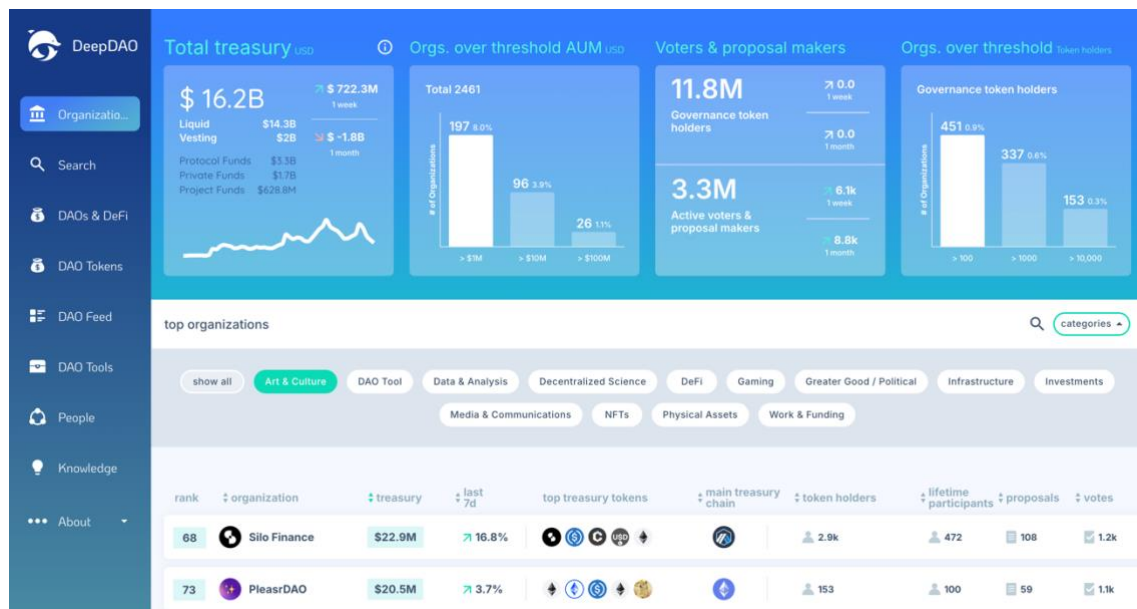 DeepDAO
Organizatio...
Search
DAOs & DeFi
DAO Tokens
DAO Feed
DAO Tools
People
Knowledge
About
Total treasury USD
$ 16.2B
Liquid $14.3B
Vesting $2B
Protocol Funds $3.3B
Private Funds $1.7B
Project Funds $628.8M
$ 722.3M
1 week
$ -1.8B
1 month
Orgs. over threshold AUM USD
Total 2461
# of Organizations
197 8.0%
96 3.9%
26 1.1%
> $1M > $10M > $100M
Voters & proposal makers
11.8M
Governance token
holders
0.0
1 week
0.0
1 month
3.3M
Active voters &
proposal makers
6.1k
1 week
8.8k
1 month
Orgs. over threshold Token holders
Governance token holders
# of Organizations
451 0.9%
337 0.6%
153 0.3%
> 100 > 1000 > 10,000
top organizations
categories
show all Art & Culture DAO Tool Data & Analysis Decentralized Science DeFi Gaming Greater Good / Political Infrastructure Investments
Media & Communications NFTs Physical Assets Work & Funding
rank organization treasury last 7d top treasury tokens main treasury chain token holders lifetime participants proposals votes
68 Silo Finance $22.9M 16.8% USD 2.9k 472 108 1.2k
73 PleasrDAO $20.5M 3.7% 153 100 59 1.1k